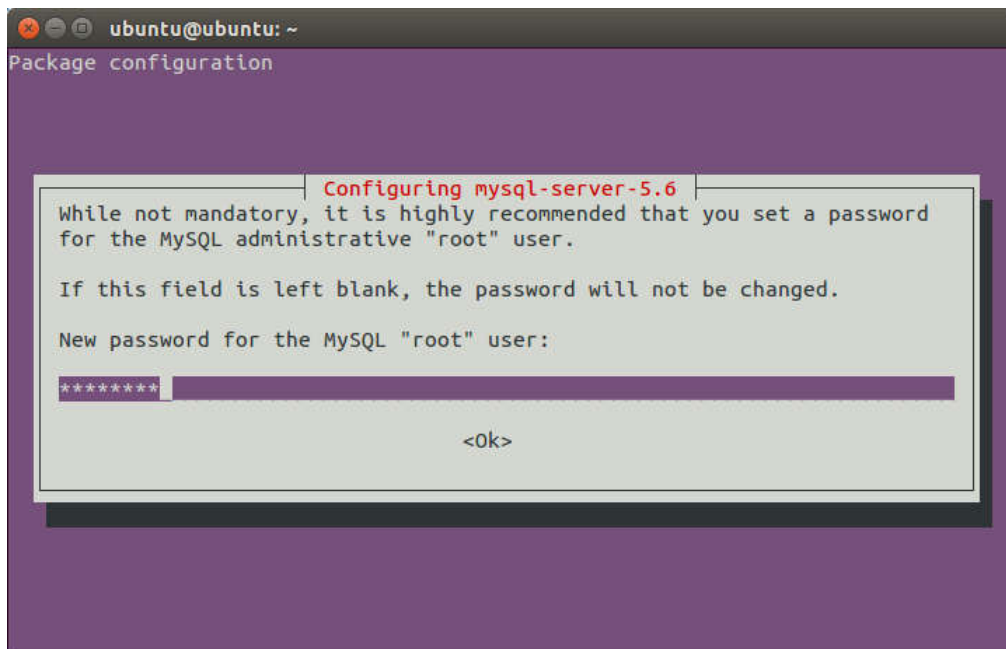 ubuntu@ubuntu: ~
Package configuration
Configuring mysql-server-5.6
While not mandatory, it is highly recommended that you set a password
for the MySQL administrative "root" user.
If this field is left blank, the password will not be changed.
New password for the MySQL "root" user:
********_
<Ok>